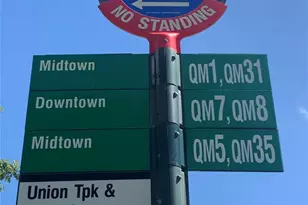 NO STANDING
Midtown QM1, QM31
Downtown QM7, QM8
Midtown QM5, QM35
Union Tpk &